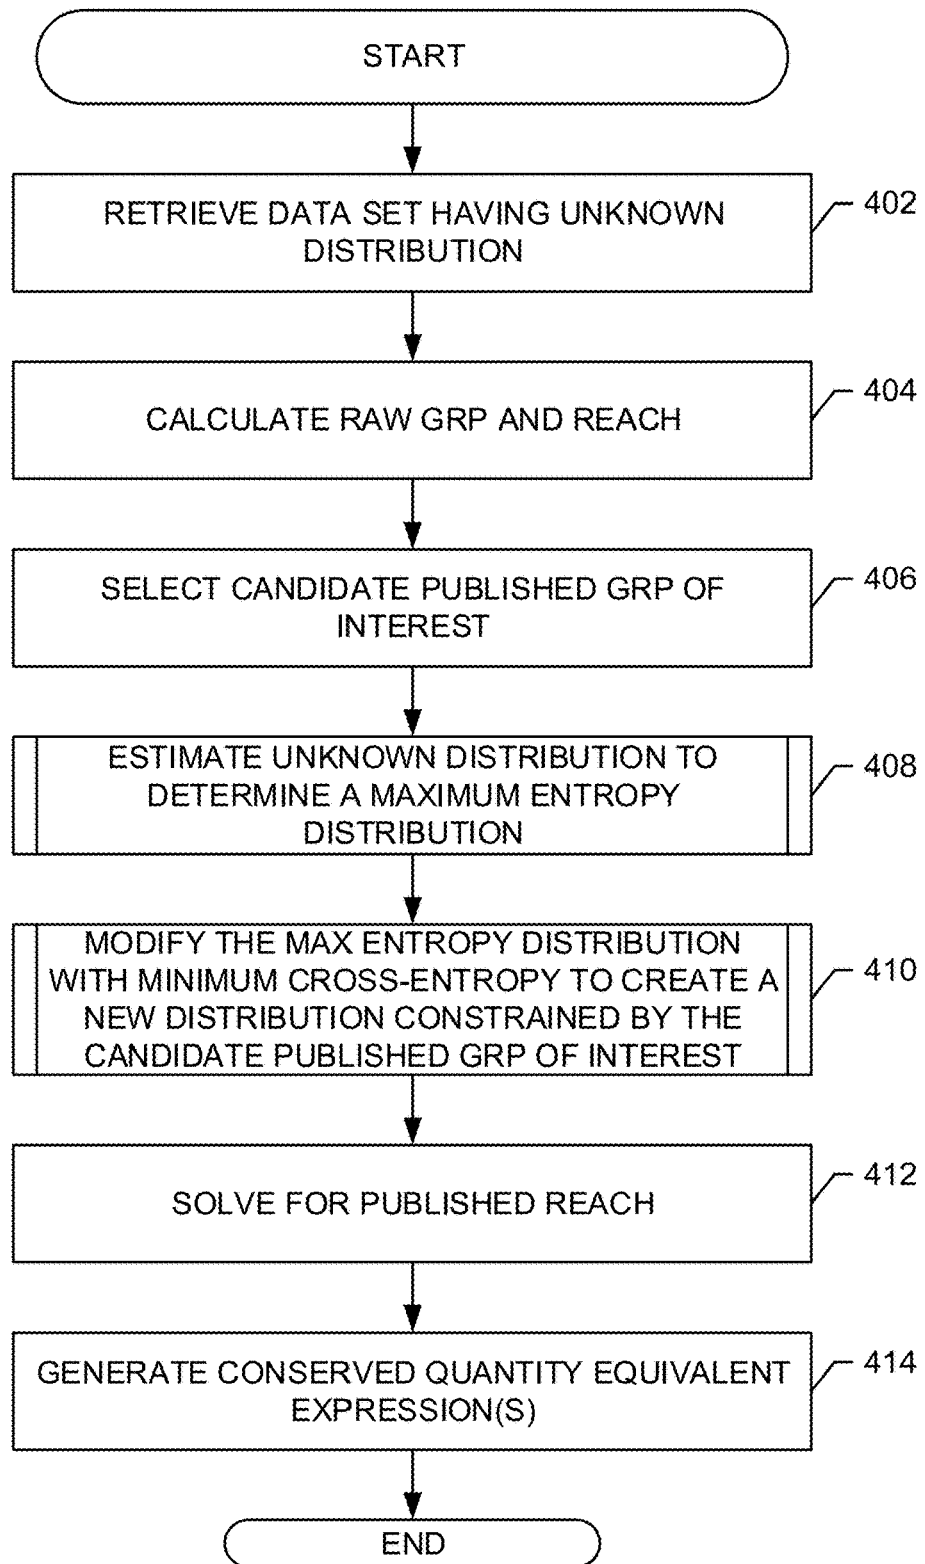 START
RETRIEVE DATA SET HAVING UNKNOWN
DISTRIBUTION
402
CALCULATE RAW GRP AND REACH
404
SELECT CANDIDATE PUBLISHED GRP OF
INTEREST
406
ESTIMATE UNKNOWN DISTRIBUTION TO
DETERMINE A MAXIMUM ENTROPY
DISTRIBUTION
408
MODIFY THE MAX ENTROPY DISTRIBUTION
WITH MINIMUM CROSS-ENTROPY TO CREATE A
NEW DISTRIBUTION CONSTRAINED BY THE
CANDIDATE PUBLISHED GRP OF INTEREST
410
SOLVE FOR PUBLISHED REACH
412
GENERATE CONSERVED QUANTITY EQUIVALENT
EXPRESSION(S)
414
END